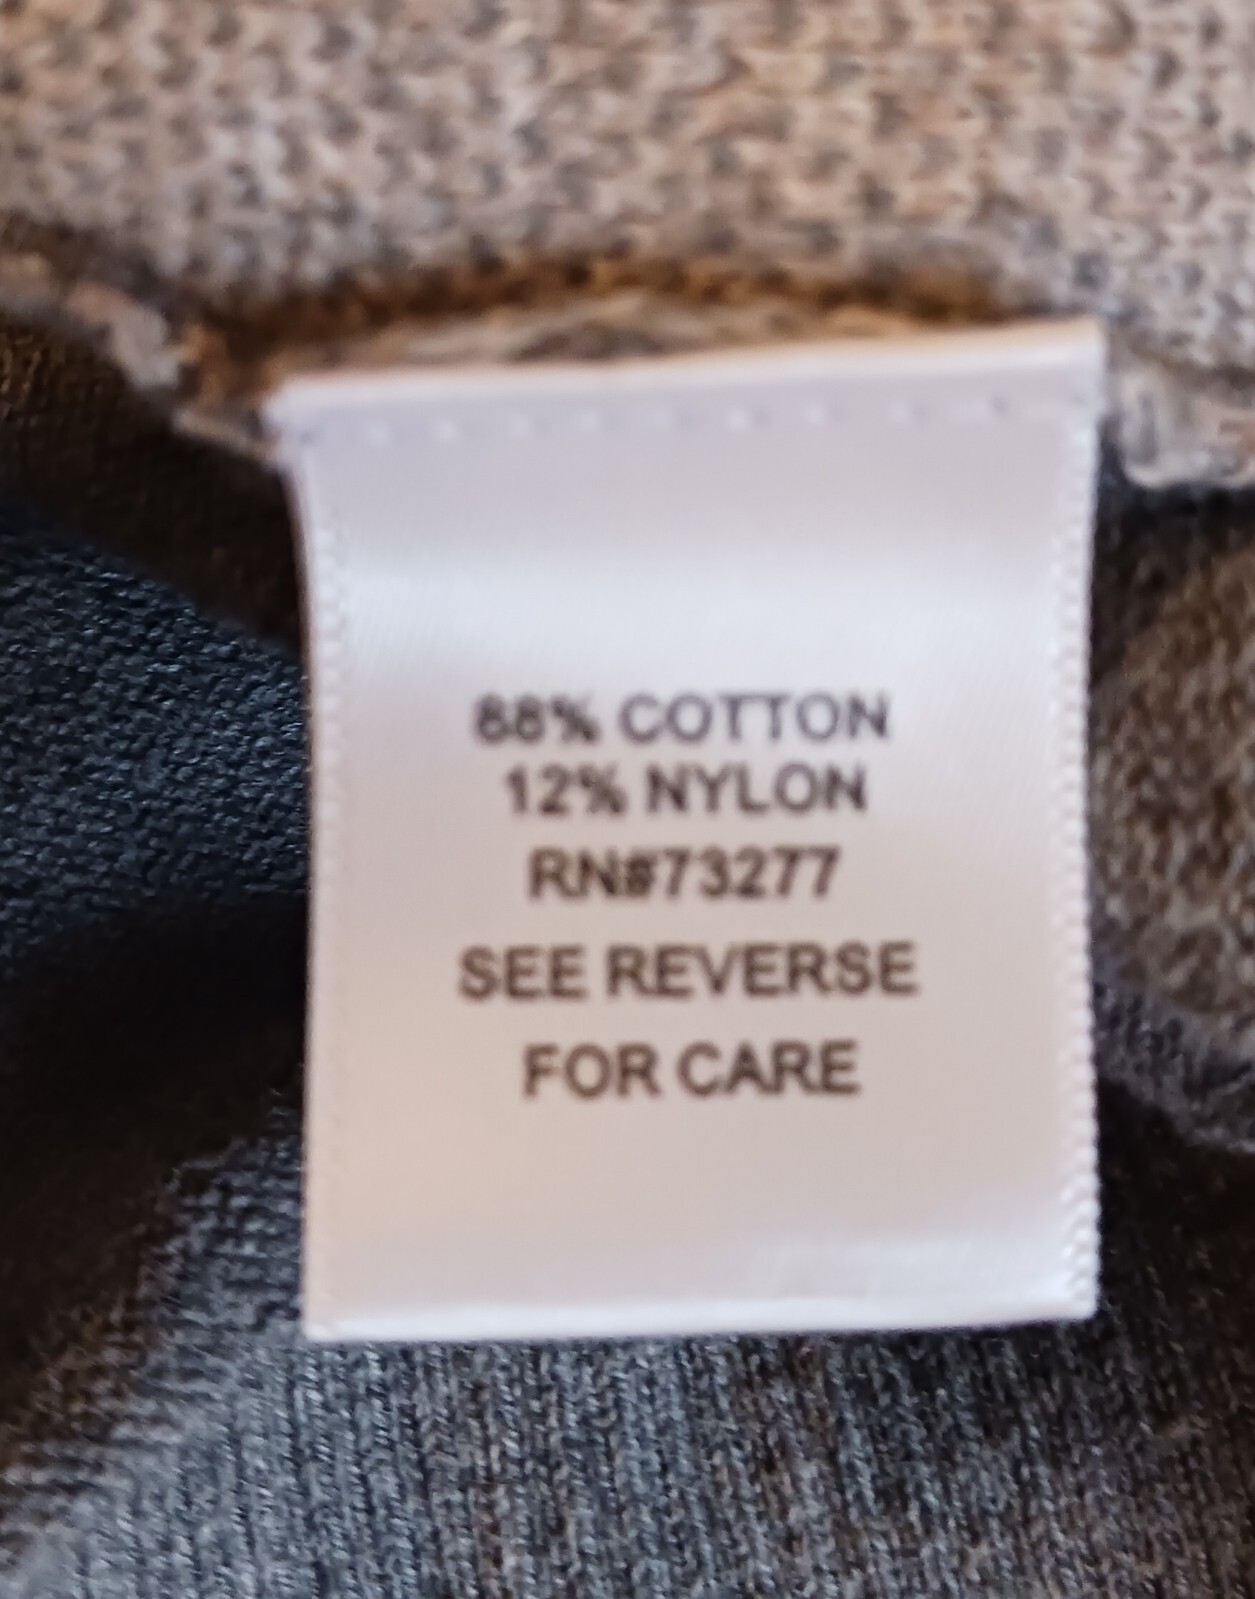 88% COTTON
12% NYLON
RN#73277
SEE REVERSE
FOR CARE